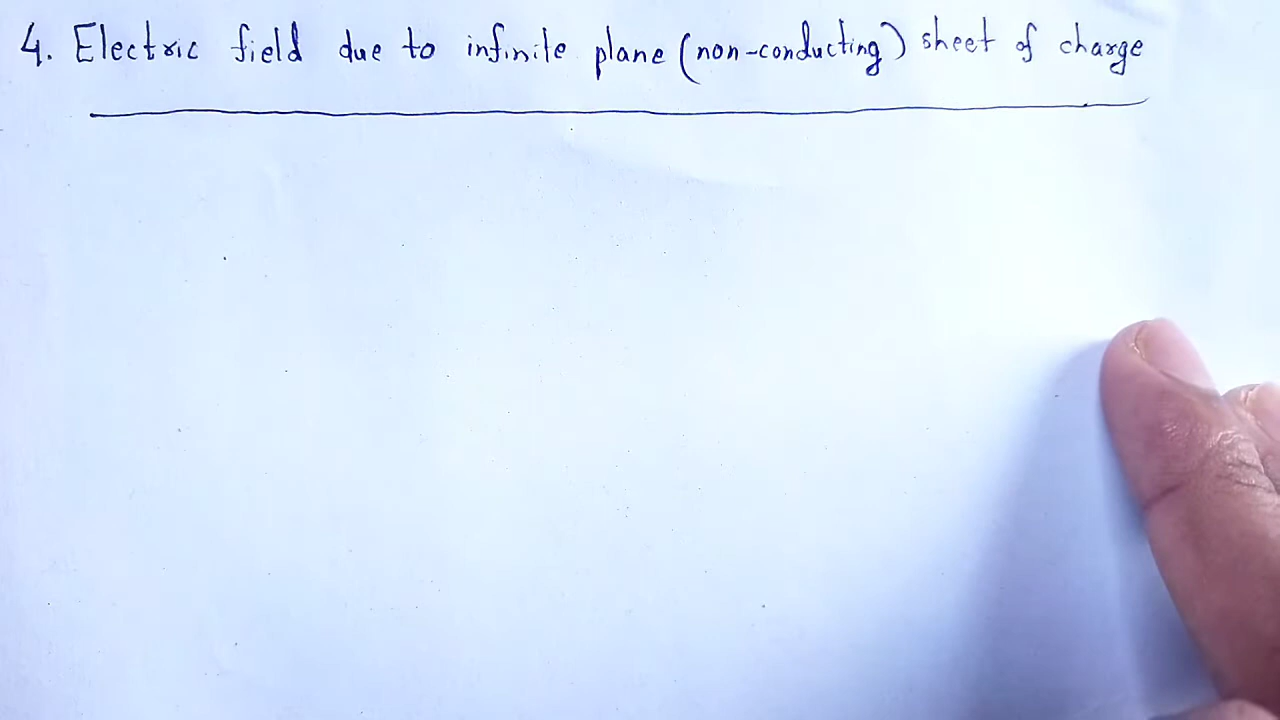 4. Electric field due to infinite plane (non-conducting) sheet of charge